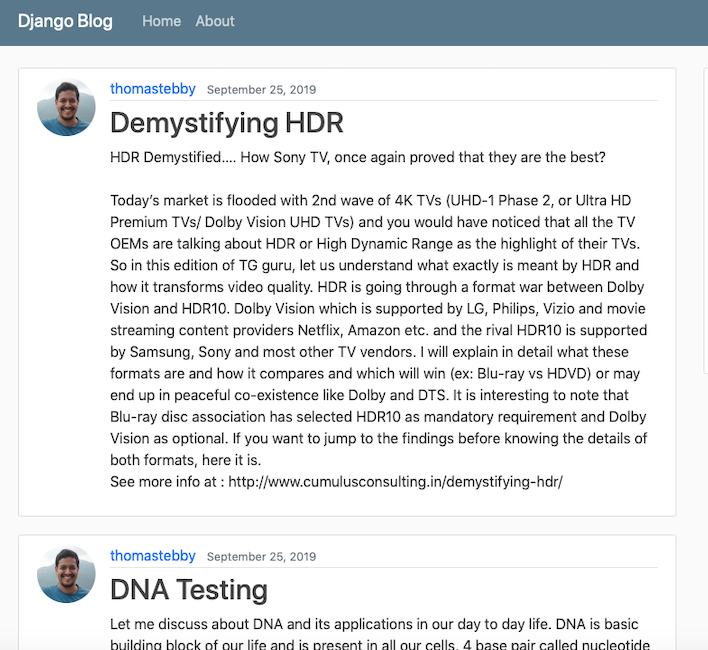 Django Blog Home About
thomastebby September 25, 2019
Demystifying HDR
HDR Demystified.... How Sony TV, once again proved that they are the best?
Today's market is flooded with 2nd wave of 4K TVs (UHD-1 Phase 2, or Ultra HD
Premium TVs/ Dolby Vision UHD TVs) and you would have noticed that all the TV
OEMs are talking about HDR or High Dynamic Range as the highlight of their TVs.
So in this edition of TG guru, let us understand what exactly is meant by HDR and
how it transforms video quality. HDR is going through a format war between Dolby
Vision and HDR10. Dolby Vision which is supported by LG, Philips, Vizio and movie
streaming content providers Netflix, Amazon etc. and the rival HDR10 is supported
by Samsung, Sony and most other TV vendors. I will explain in detail what these
formats are and how it compares and which will win (ex: Blu-ray vs HDVD) or may
end up in peaceful co-existence like Dolby and DTS. It is interesting to note that
Blu-ray disc association has selected HDR10 as mandatory requirement and Dolby
Vision as optional. If you want to jump to the findings before knowing the details of
both formats, here it is.
See more info at : http://www.cumulusconsulting.in/demystifying-hdr/
thomastebby September 25, 2019
DNA Testing
Let me discuss about DNA and its applications in our day to day life. DNA is basic
building block of our life and is present in all our cells. 4 base pair called nucleotide